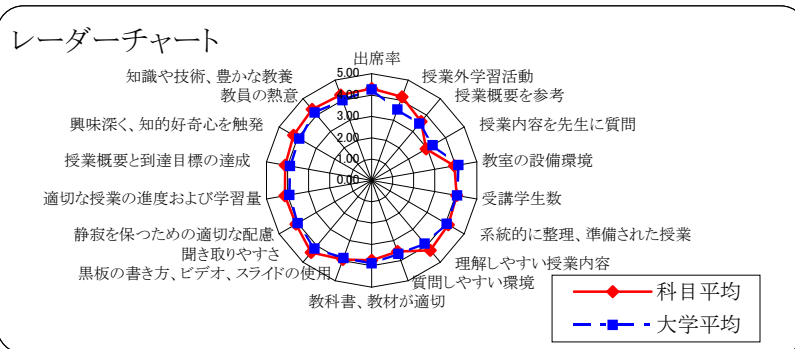 レーダーチャート
出席率
授業外学習活動
授業概要を参考
授業内容を先生に質問
教室の設備環境
受講学生数
系統的に整理、準備された授業
理解しやすい授業内容
質問しやすい環境
教科書、教材が適切
黒板の書き方、ビデオ、スライドの使用
聞き取りやすさ
静寂を保つための適切な配慮
適切な授業の進度および学習量
授業概要と到達目標の達成
興味深く、知的好奇心を触発
教員の熱意
知識や技術、豊かな教養
5.00
4.00
3.00
2.00
1.00
0.00
科目平均
大学平均